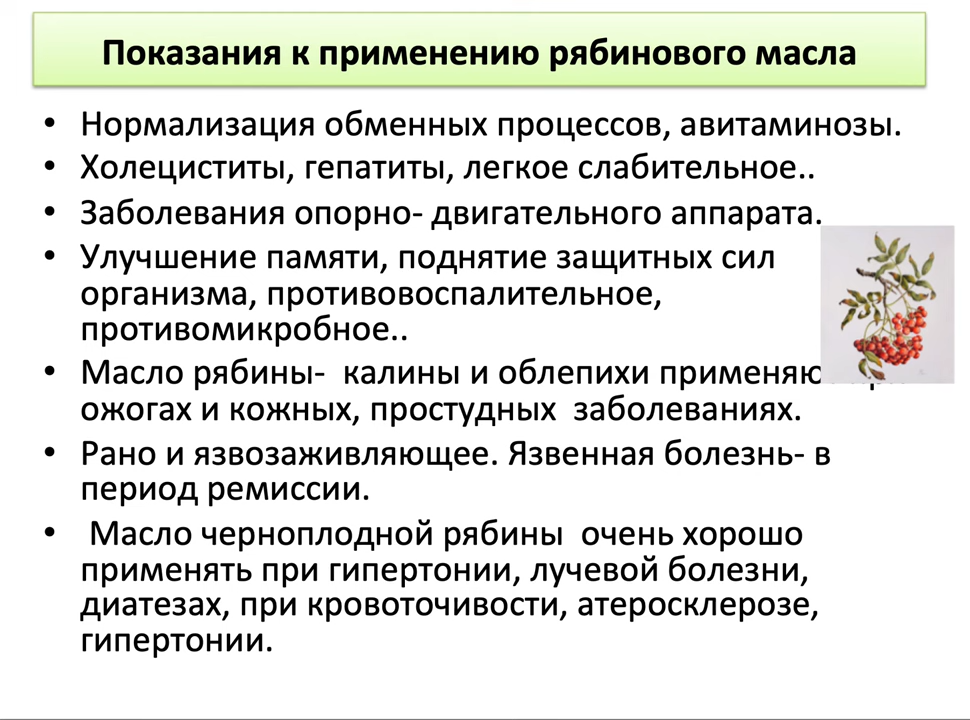 Показания к применению рябинового масла
• Нормализация обменных процессов, авитаминозы.
• Холециститы, гепатиты, легкое слабительное..
• Заболевания опорно- двигательного аппарата.
• Улучшение памяти, поднятие защитных сил
организма, противовоспалительное,
противомикробное..
• Масло рябины- калины и облепихи
ожогах и кожных, простудных заболеваниях.
• Рано и язвозаживляющее. Язвенная болезнь- в
период ремиссии.
• Масло черноплодной рябины очень хорошо
применять при гипертонии, лучевой болезни,
диатезах, при кровоточивости, атеросклерозе,
гипертонии.